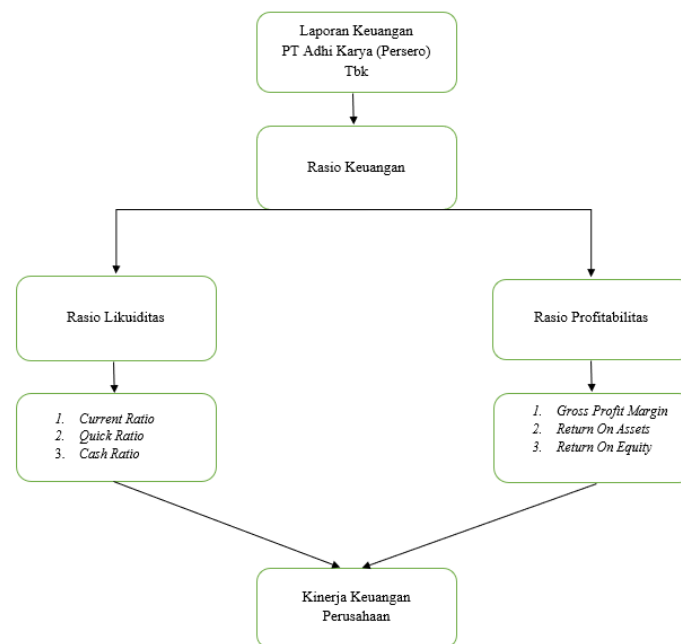 Laporan Keuangan
PT Adhi Karya (Persero)
Tbk
Rasio Keuangan
Rasio Likuiditas
Rasio Profitabilitas
1. Current Ratio
2. Quick Ratio
3. Cash Ratio
1. Gross Profit Margin
2. Return On Assets
3. Return On Equity
Kinerja Keuangan
Perusahaan